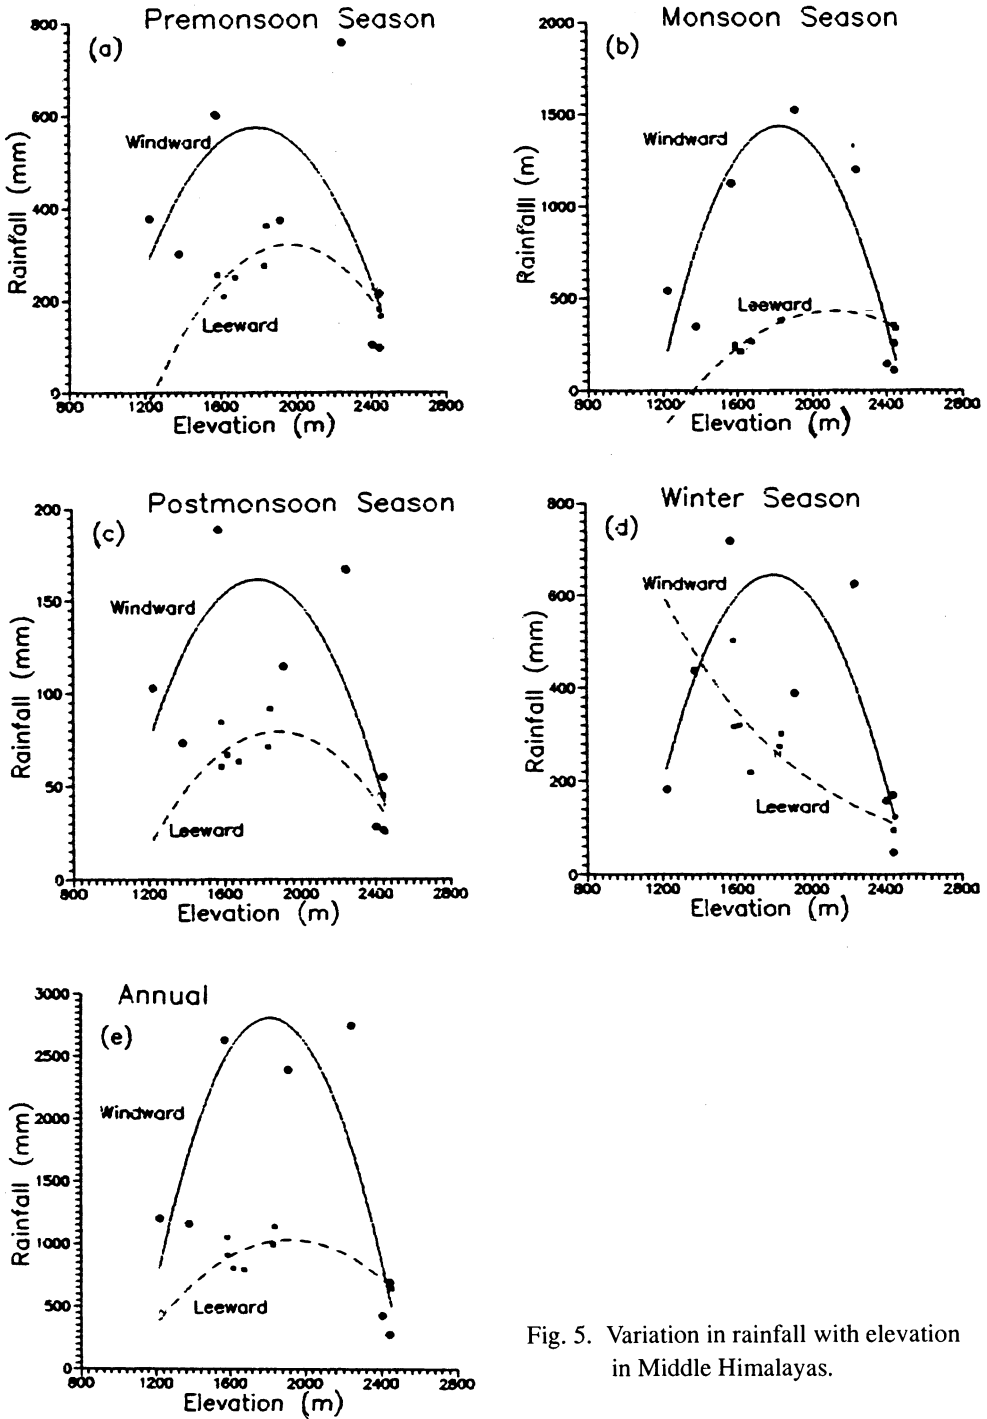 Premonsoon Season
(a)
800
600
400
200
0
Rainfall (mm)
Windward
Leeward
800 1200 1600 2000 2400 2800
Elevation (m)
Monsoon Season
(b)
2000
1500
1000
500
0
Rainfall (m)
Windward
Leeward
800 1200 1600 2000 2400 2800
Elevation (m)
Postmonsoon Season
(c)
200
150
100
50
0
Rainfall (mm)
Windward
Leeward
800 1200 1600 2000 2400 2800
Elevation (m)
Winter Season
(d)
800
600
400
200
0
Rainfall (mm)
Windward
Leeward
800 1200 1600 2000 2400 2800
Elevation (m)
Annual
(e)
3000
2500
2000
1500
1000
500
0
Rainfall (mm)
Windward
Leeward
800 1200 1600 2000 2400 2800
Elevation (m)
Fig. 5. Variation in rainfall with elevation
in Middle Himalayas.